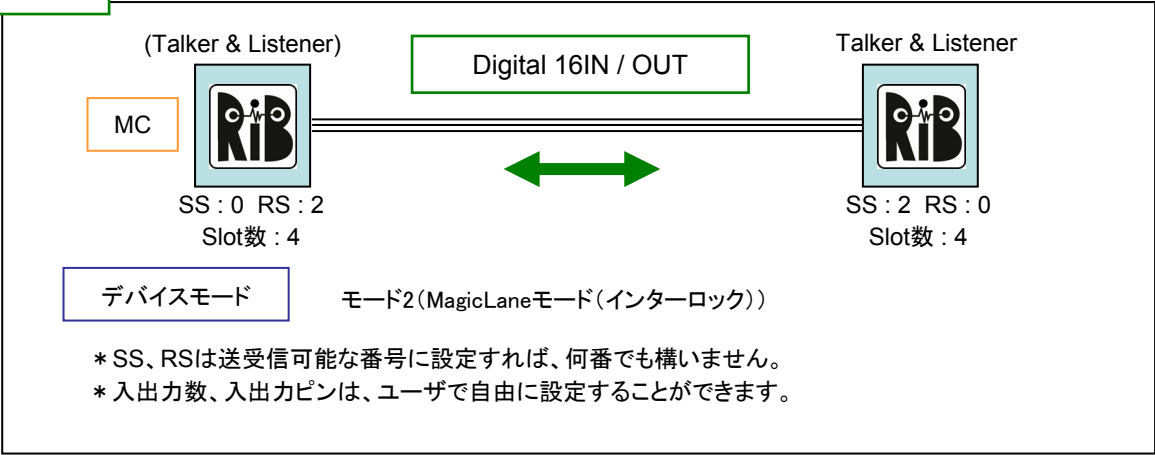 (Talker & Listener)
Digital 16IN / OUT
Talker & Listener
MC
RiB
RiB
SS : 0 RS : 2
Slot数 : 4
SS : 2 RS : 0
Slot数 : 4
デバイスモード
モード2（MagicLaneモード（インターロック））
＊SS、RSは送受信可能な番号に設定すれば、何番でも構いません。
＊入出力数、入出力ピンは、ユーザで自由に設定することができます。